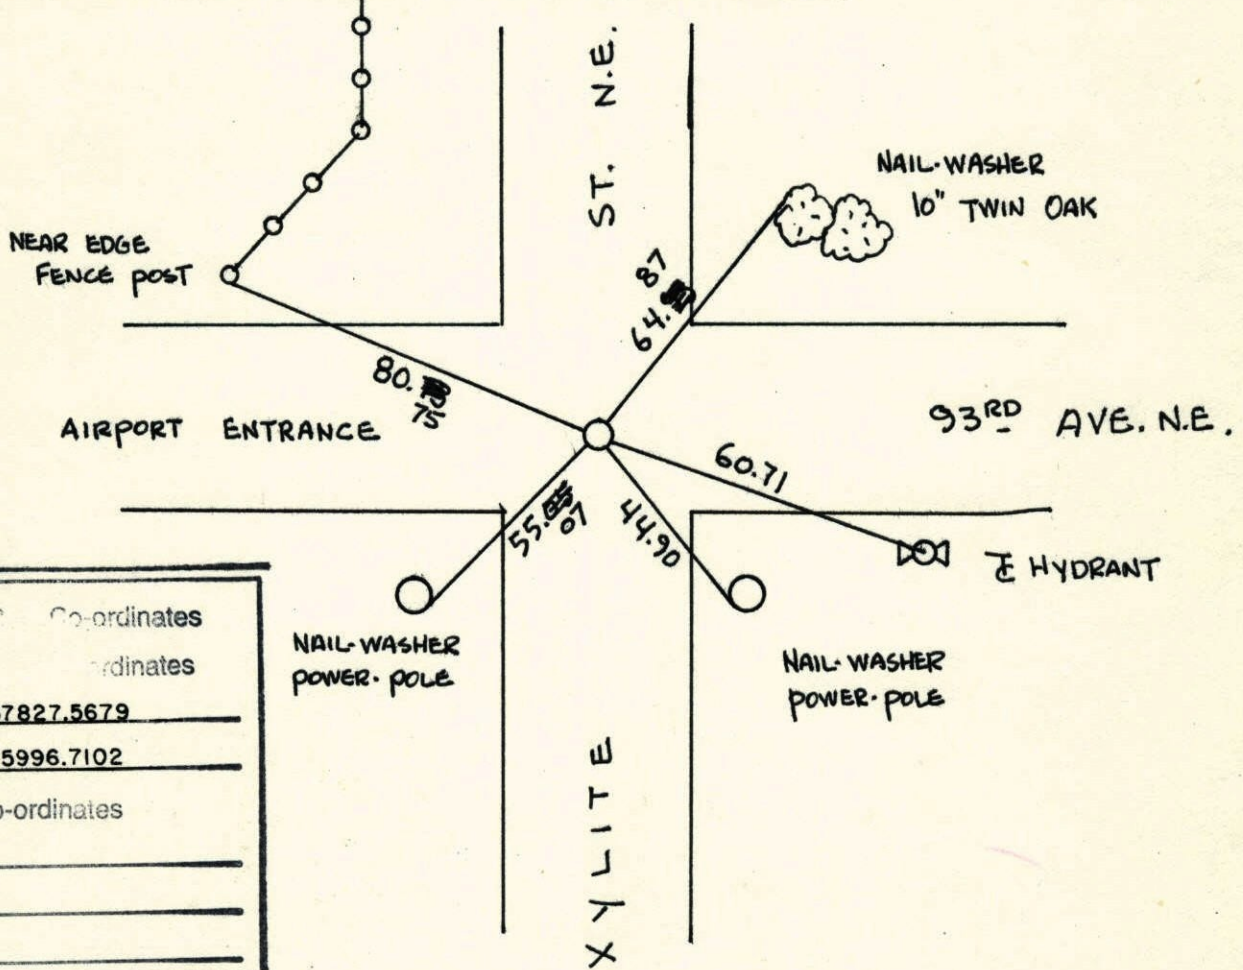 ST. N.E.
NAIL-WASHER
10" TWIN OAK
NEAR EDGE
FENCE POST
64.
87
80.
75
AIRPORT ENTRANCE
93RD AVE. N.E.
60.71
55.05
07
44.90
HYDRANT
NAIL-WASHER
POWER-POLE
NAIL-WASHER
POWER-POLE
XYLITE
Co-ordinates
rdinates
7827.5679
5996.7102
o-ordinates